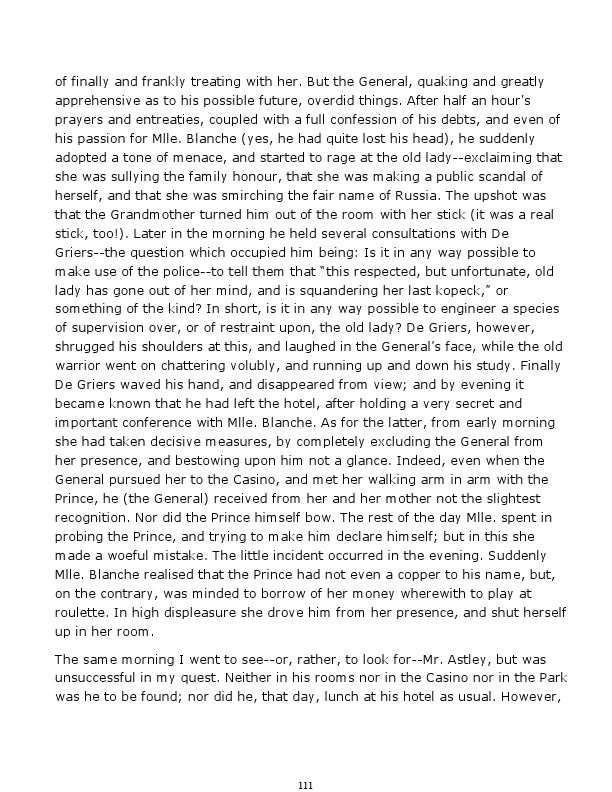 of finally and frankly treating with her. But the General, quaking and greatly
apprehensive as to his possible future, overdid things. After half an hour’s
prayers and entreaties, coupled with a full confession of his debts, and even of
his passion for Mlle. Blanche (yes, he had quite lost his head), he suddenly
adopted a tone of menace, and started to rage at the old lady--exclaiming that
she was sullying the family honour, that she was making a public scandal of
herself, and that she was smirching the fair name of Russia. The upshot was
that the Grandmother turned him out of the room with her stick (it was a real
stick, too!). Later in the morning he held several consultations with De
Griers--the question which occupied him being: Is it in any way possible to
make use of the police--to tell them that “this respected, but unfortunate, old
lady has gone out of her mind, and is squandering her last kopeck,” or
something of the kind? In short, is it in any way possible to engineer a species
of supervision over, or of restraint upon, the old lady? De Griers, however,
shrugged his shoulders at this, and laughed in the General’s face, while the old
warrior went on chattering volubly, and running up and down his study. Finally
De Griers waved his hand, and disappeared from view; and by evening it
became known that he had left the hotel, after holding a very secret and
important conference with Mlle. Blanche. As for the latter, from early morning
she had taken decisive measures, by completely excluding the General from
her presence, and bestowing upon him not a glance. Indeed, even when the
General pursued her to the Casino, and met her walking arm in arm with the
Prince, he (the General) received from her and her mother not the slightest
recognition. Nor did the Prince himself bow. The rest of the day Mlle. spent in
probing the Prince, and trying to make him declare himself; but in this she
made a woeful mistake. The little incident occurred in the evening. Suddenly
Mlle. Blanche realised that the Prince had not even a copper to his name, but,
on the contrary, was minded to borrow of her money wherewith to play at
roulette. In high displeasure she drove him from her presence, and shut herself
up in her room.
The same morning I went to see--or, rather, to look for--Mr. Astley, but was
unsuccessful in my quest. Neither in his rooms nor in the Casino nor in the Park
was he to be found; nor did he, that day, lunch at his hotel as usual. However,
111